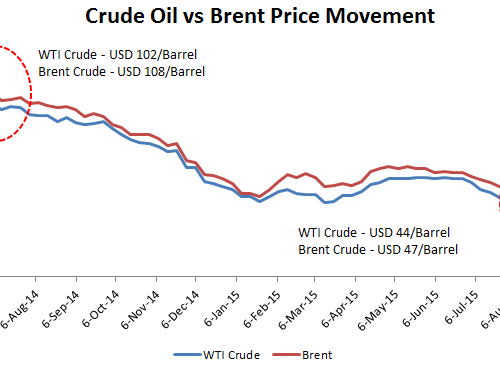 Crude Oil vs Brent Price Movement
WTI Crude - USD 102/Barrel
Brent Crude - USD 108/Barrel
WTI Crude - USD 44/Barrel
Brent Crude - USD 47/Barrel
6-Aug-14 6-Sep-14 6-Oct-14 6-Nov-14 6-Dec-14 6-Jan-15 6-Feb-15 6-Mar-15 6-Apr-15 6-May-15 6-Jun-15 6-Jul-15 6-Au
WTI Crude Brent